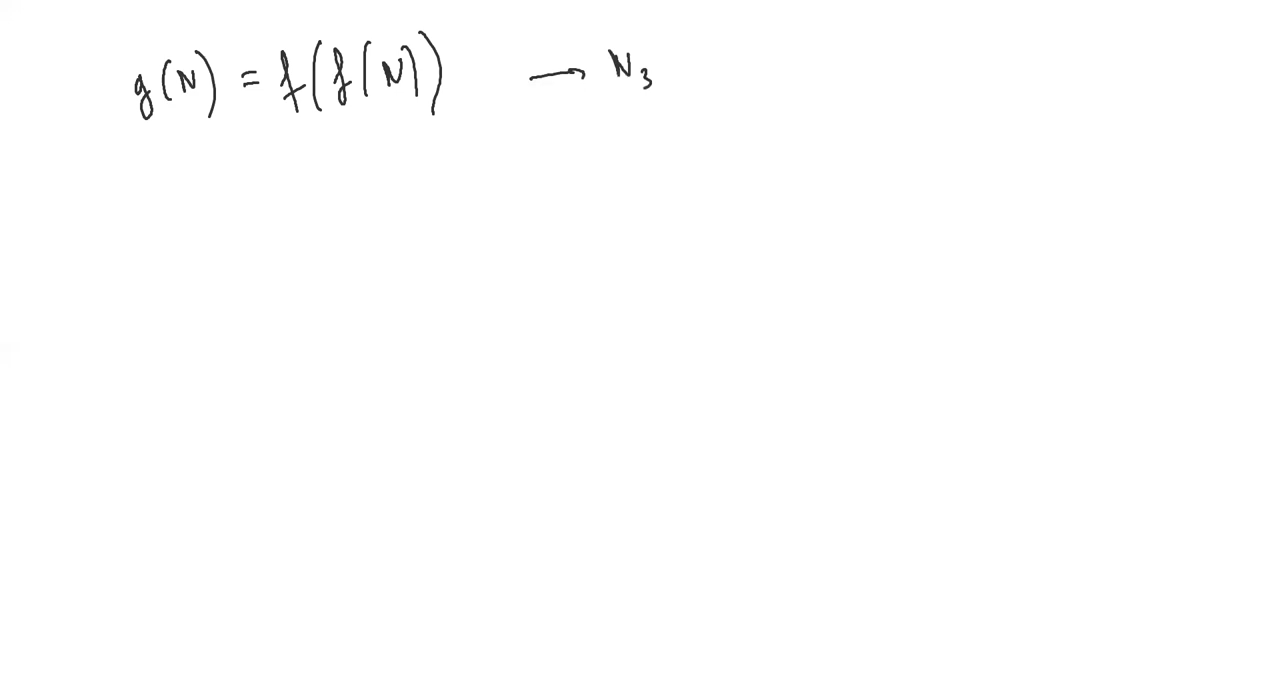 g(N) = f(f(N)) → N₃